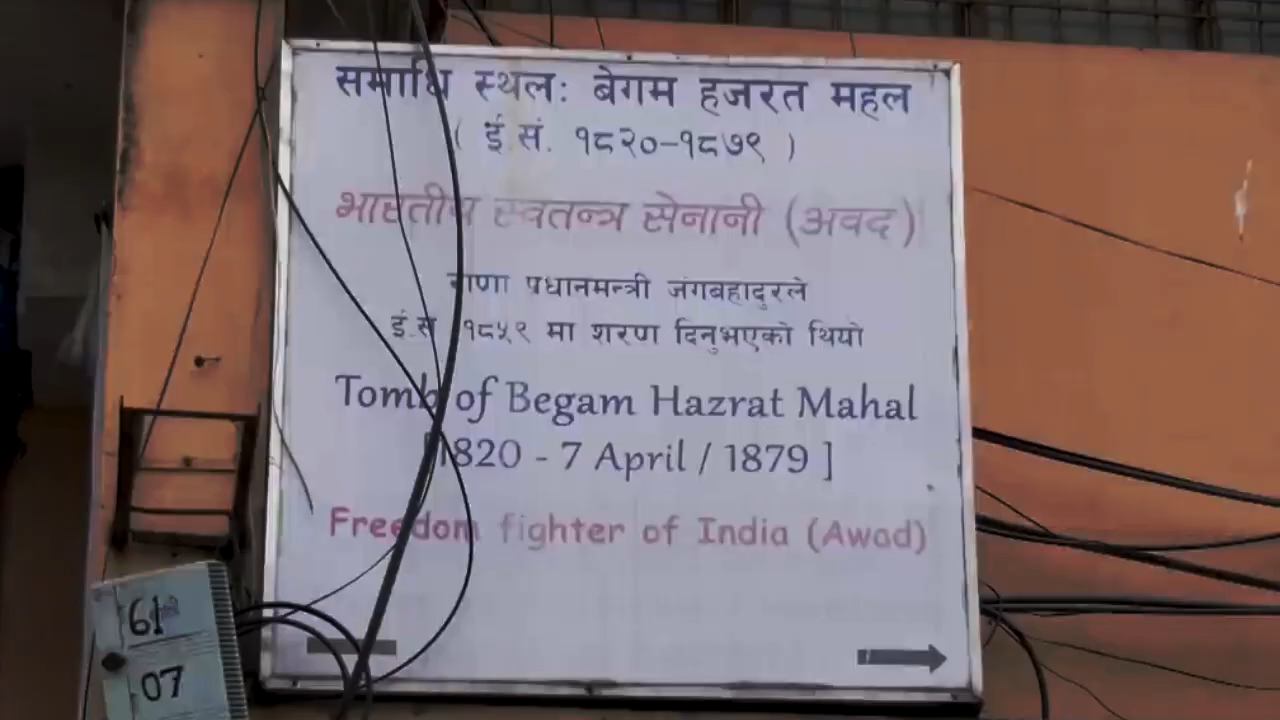 समाधि स्थल: बेगम हजरत महल
( ई.सं. १८२०-१८७९ )
भारतीय स्वतन्त्र सेनानी (अवद)
राणा प्रधानमन्त्री जंगबहादुरले
ई.सं १८५९ मा शरण दिनुभएको थियो
Tomb of Begam Hazrat Mahal
[1820 - 7 April / 1879 ]
Freedom fighter of India (Awad)
61
07